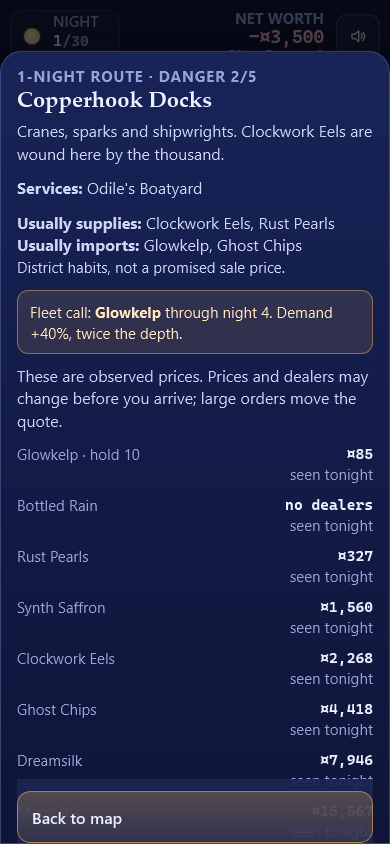 NIGHT
1/30
NET WORTH
−¤3,500
1-NIGHT ROUTE · DANGER 2/5
Copperhook Docks
Cranes, sparks and shipwrights. Clockwork Eels are
wound here by the thousand.
Services: Odile's Boatyard
Usually supplies: Clockwork Eels, Rust Pearls
Usually imports: Glowkelp, Ghost Chips
District habits, not a promised sale price.
Fleet call: Glowkelp through night 4. Demand
+40%, twice the depth.
These are observed prices. Prices and dealers may
change before you arrive; large orders move the
quote.
Glowkelp · hold 10
¤85
seen tonight
Bottled Rain
no dealers
seen tonight
Rust Pearls
¤327
seen tonight
Synth Saffron
¤1,560
seen tonight
Clockwork Eels
¤2,268
seen tonight
Ghost Chips
¤4,418
seen tonight
Dreamsilk
¤7,946
seen tonight
¤15,567
seen tonight
Back to map